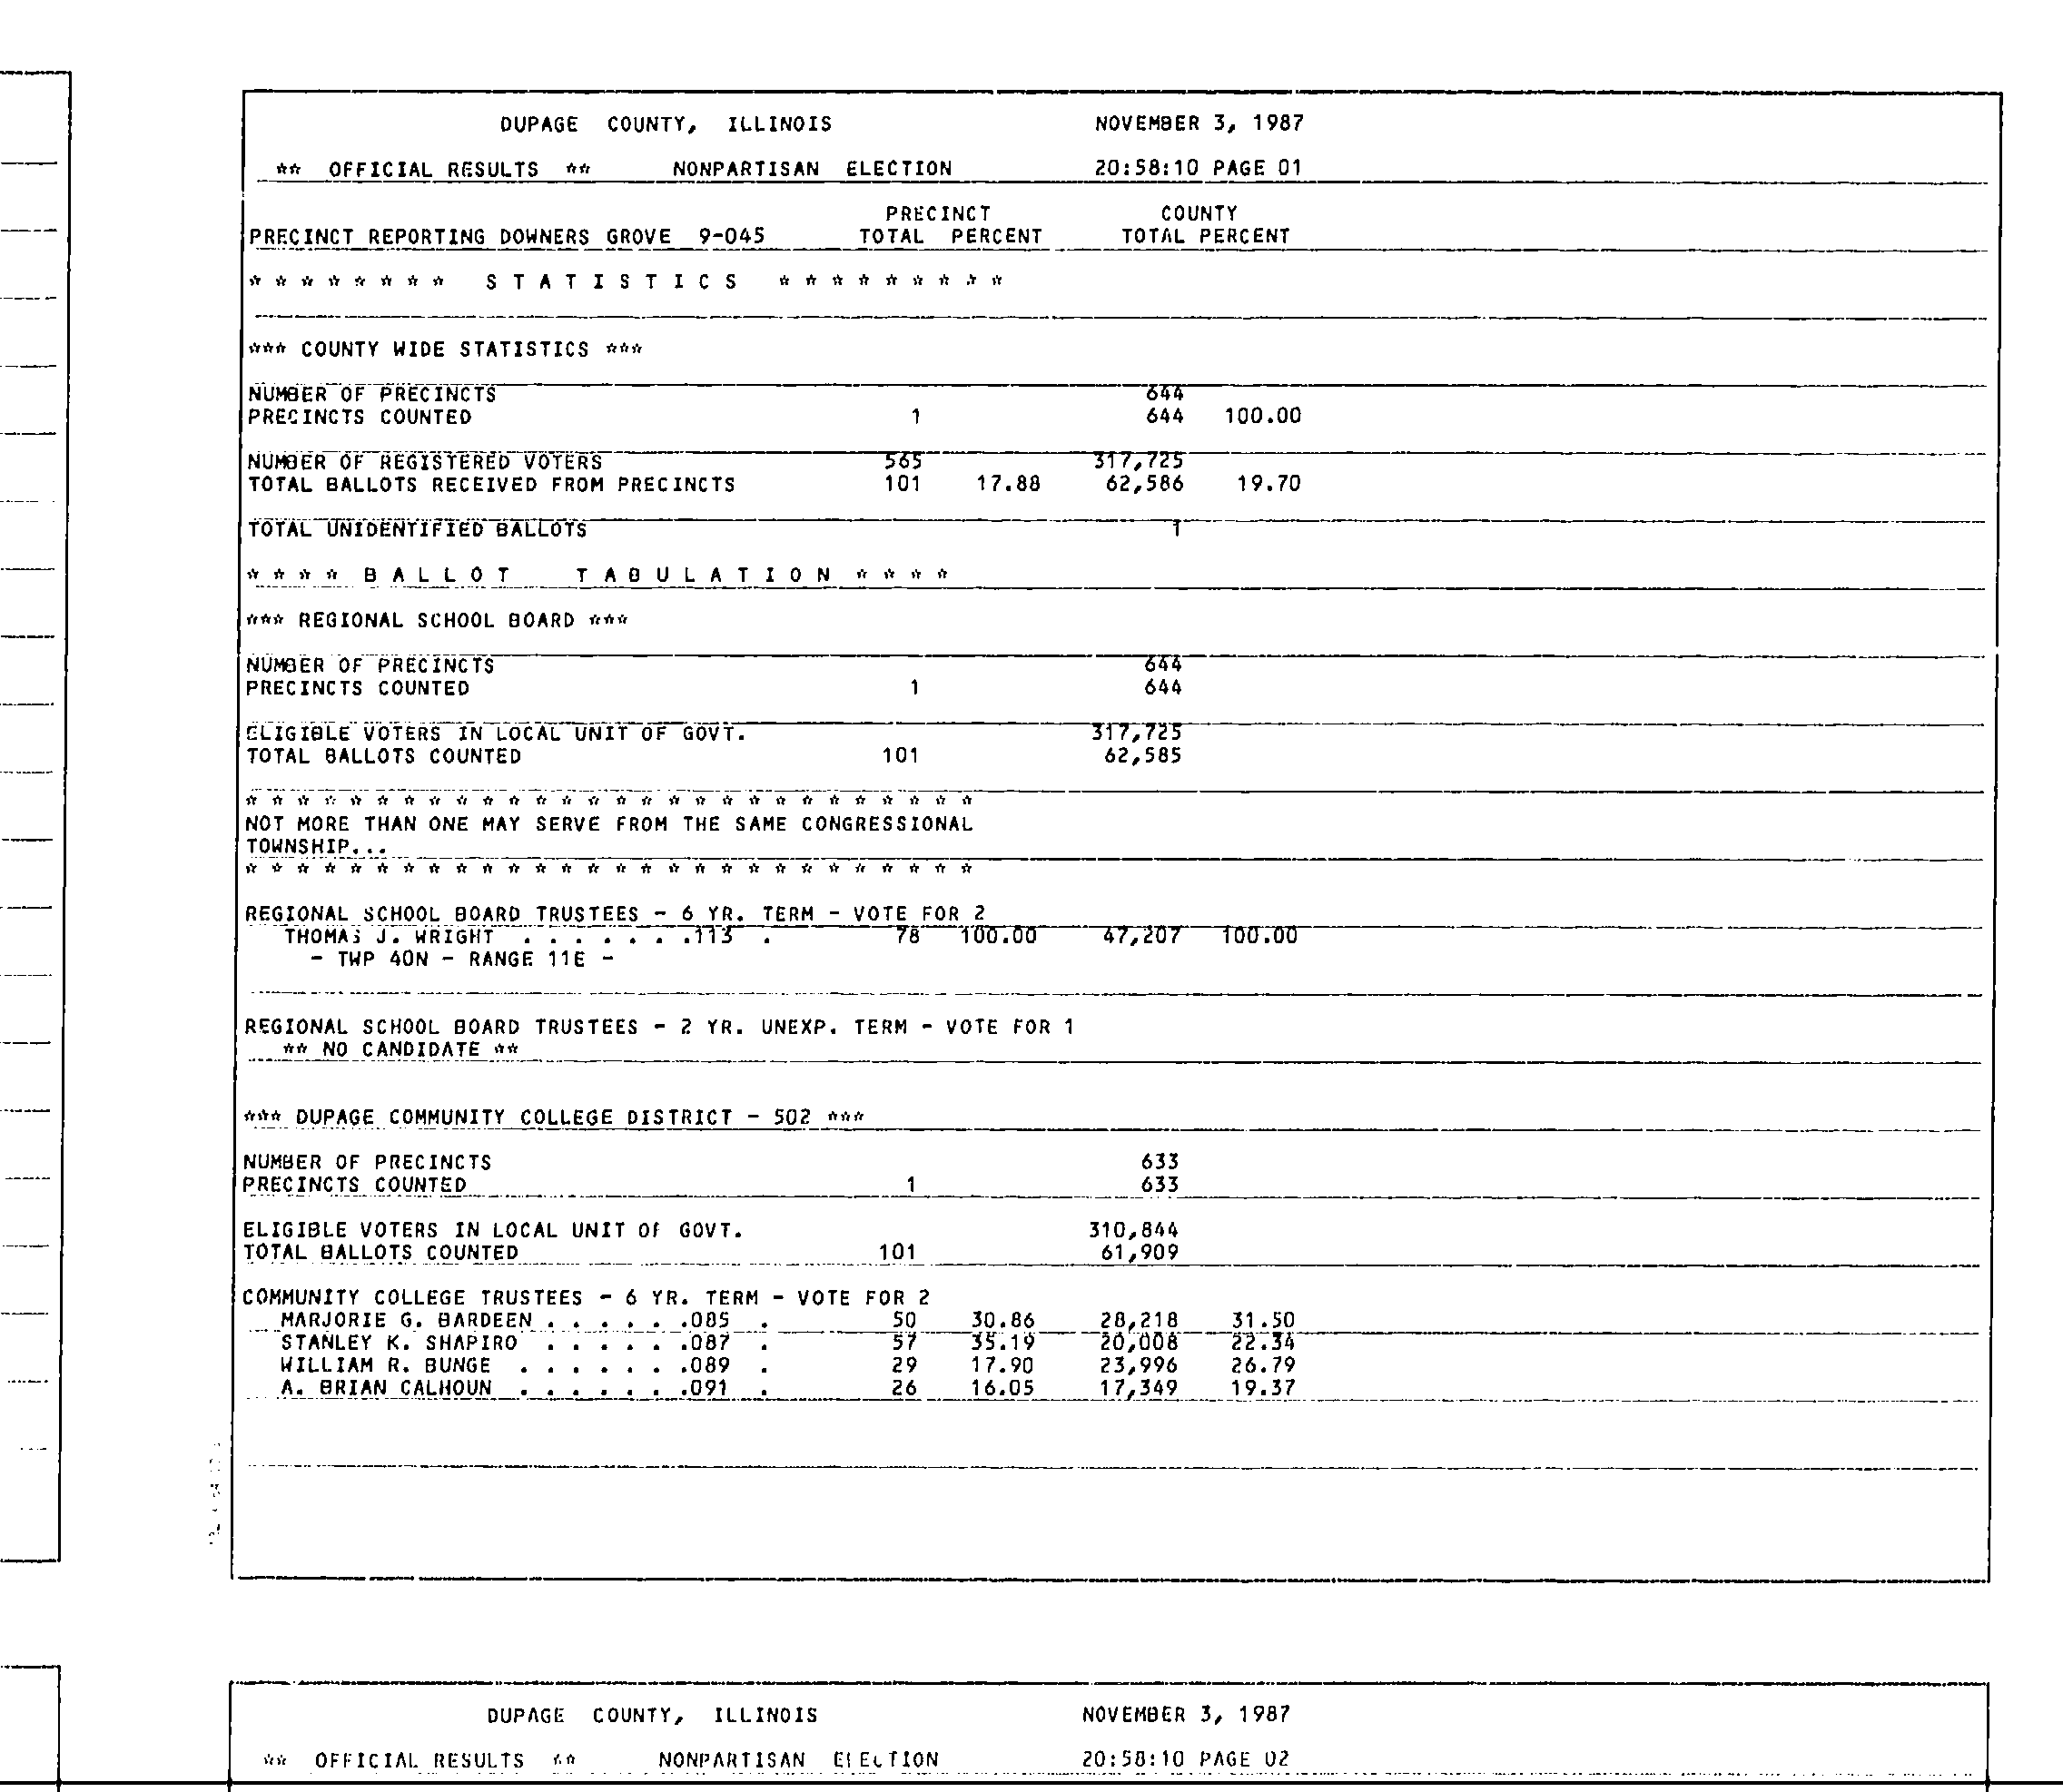 DUPAGE COUNTY, ILLINOIS NOVEMBER 3, 1987
** OFFICIAL RESULTS ** NONPARTISAN ELECTION 20:58:10 PAGE 01
PRECINCT COUNTY
PRECINCT REPORTING DOWNERS GROVE 9-045 TOTAL PERCENT TOTAL PERCENT
* * * * * * * * S T A T I S T I C S * * * * * * * * *
*** COUNTY WIDE STATISTICS ***
NUMBER OF PRECINCTS 644
PRECINCTS COUNTED 1 644 100.00
NUMBER OF REGISTERED VOTERS 565 317,725
TOTAL BALLOTS RECEIVED FROM PRECINCTS 101 17.88 62,586 19.70
TOTAL UNIDENTIFIED BALLOTS 1
* * * * B A L L O T T A B U L A T I O N * * * *
*** REGIONAL SCHOOL BOARD ***
NUMBER OF PRECINCTS 644
PRECINCTS COUNTED 1 644
ELIGIBLE VOTERS IN LOCAL UNIT OF GOVT. 317,725
TOTAL BALLOTS COUNTED 101 62,585
* * * * * * * * * * * * * * * * * * * * * * * * * * * *
NOT MORE THAN ONE MAY SERVE FROM THE SAME CONGRESSIONAL
TOWNSHIP...
* * * * * * * * * * * * * * * * * * * * * * * * * * * *
REGIONAL SCHOOL BOARD TRUSTEES - 6 YR. TERM - VOTE FOR 2
THOMAS J. WRIGHT . . . . . . .113 . 78 100.00 47,207 100.00
- TWP 40N - RANGE 11E -
REGIONAL SCHOOL BOARD TRUSTEES - 2 YR. UNEXP. TERM - VOTE FOR 1
** NO CANDIDATE **
*** DUPAGE COMMUNITY COLLEGE DISTRICT - 502 ***
NUMBER OF PRECINCTS 633
PRECINCTS COUNTED 1 633
ELIGIBLE VOTERS IN LOCAL UNIT OF GOVT. 310,844
TOTAL BALLOTS COUNTED 101 61,909
COMMUNITY COLLEGE TRUSTEES - 6 YR. TERM - VOTE FOR 2
MARJORIE G. BARDEEN . . . . . .085 . 50 30.86 28,218 31.50
STANLEY K. SHAPIRO . . . . . .087 . 57 35.19 20,008 22.34
WILLIAM R. BUNGE . . . . . . .089 . 29 17.90 23,996 26.79
A. BRIAN CALHOUN . . . . . . .091 . 26 16.05 17,349 19.37
DUPAGE COUNTY, ILLINOIS NOVEMBER 3, 1987
** OFFICIAL RESULTS ** NONPARTISAN ELECTION 20:58:10 PAGE 02